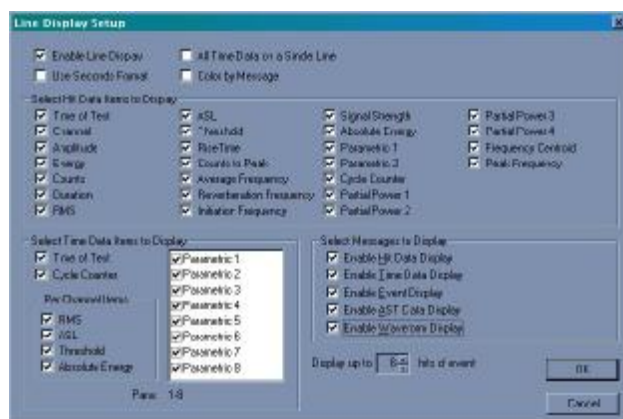 Line Display Setup
Enable Line Display
All Time Data on a Single Line
Use Seconds Format
Color by Message
Select Hit Data Items to Display
Time of Test
ASL
Signal Strength
Partial Power 3
Channel
Threshold
Absolute Energy
Partial Power 4
Amplitude
Rise Time
Parametric 1
Frequency Centroid
Energy
Counts to Peak
Parametric 2
Peak Frequency
Counts
Average Frequency
Cycle Counter
Duration
Reverberation Frequency
Partial Power 1
RMS
Initiation Frequency
Partial Power 2
Select Time Data Items to Display
Time of Test
Cycle Counter
Per Channel Items
RMS
ASL
Threshold
Absolute Energy
Parametric 1
Parametric 2
Parametric 3
Parametric 4
Parametric 5
Parametric 6
Parametric 7
Parametric 8
Para: 1-8
Select Messages to Display
Enable Hit Data Display
Enable Time Data Display
Enable Event Display
Enable AST Data Display
Enable Waveform Display
Display up to 8 hits of event
OK
Cancel